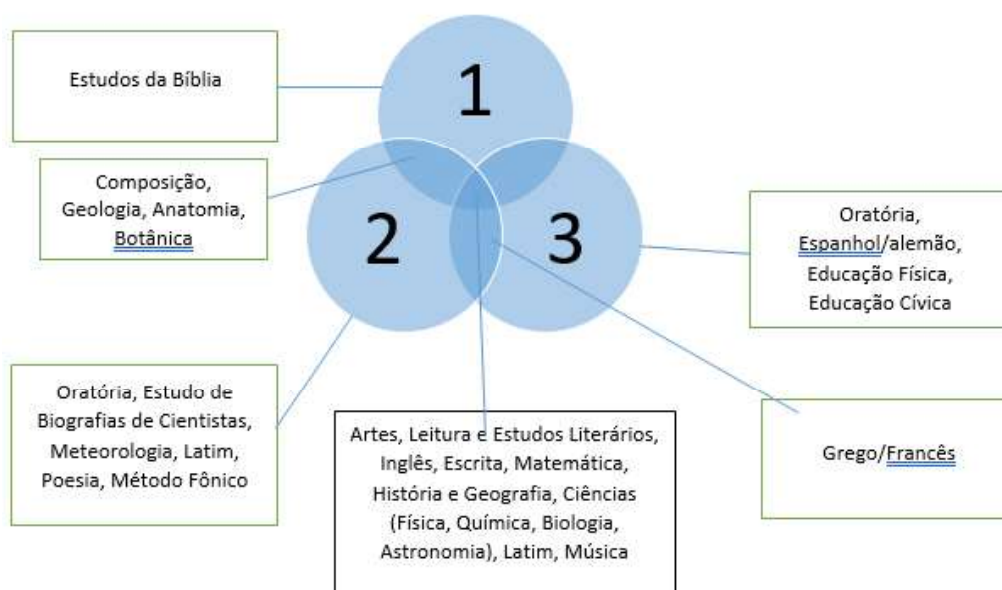 1
Estudos da Bíblia
Composição,
Geologia, Anatomia,
Botânica
2
3
Oratória,
Espanhol/alemão,
Educação Física,
Educação Cívica
Oratória, Estudo de
Biografias de Cientistas,
Meteorologia, Latim,
Poesia, Método Fônico
Artes, Leitura e Estudos Literários,
Inglês, Escrita, Matemática,
História e Geografia, Ciências
(Física, Química, Biologia,
Astronomia), Latim, Música
Grego/Francês